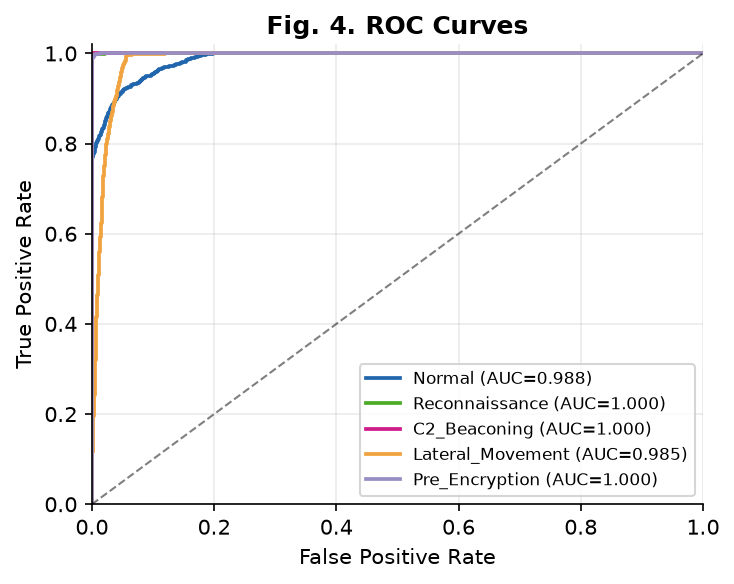 Fig. 4. ROC Curves
True Positive Rate
1.0
0.8
0.6
0.4
0.2
0.0
Normal (AUC=0.988)
Reconnaissance (AUC=1.000)
C2_Beaconing (AUC=1.000)
Lateral_Movement (AUC=0.985)
Pre_Encryption (AUC=1.000)
0.0 0.2 0.4 0.6 0.8 1.0
False Positive Rate